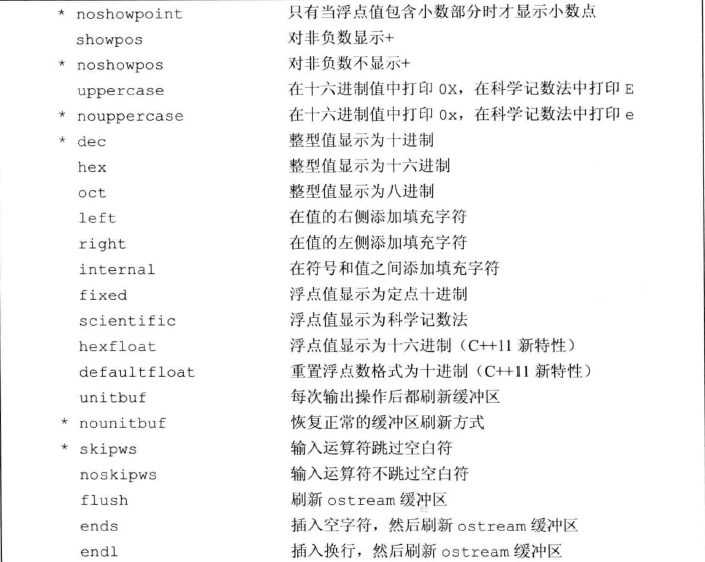 * noshowpoint 只有当浮点值包含小数部分时才显示小数点
showpos 对非负数显示+
* noshowpos 对非负数不显示+
uppercase 在十六进制值中打印 0X，在科学记数法中打印 E
* nouppercase 在十六进制值中打印 0x，在科学记数法中打印 e
* dec 整型值显示为十进制
hex 整型值显示为十六进制
oct 整型值显示为八进制
left 在值的右侧添加填充字符
right 在值的左侧添加填充字符
internal 在符号和值之间添加填充字符
fixed 浮点值显示为定点十进制
scientific 浮点值显示为科学记数法
hexfloat 浮点值显示为十六进制（C++11 新特性）
defaultfloat 重置浮点数格式为十进制（C++11 新特性）
unitbuf 每次输出操作后都刷新缓冲区
* nounitbuf 恢复正常的缓冲区刷新方式
* skipws 输入运算符跳过空白符
noskipws 输入运算符不跳过空白符
flush 刷新 ostream 缓冲区
ends 插入空字符，然后刷新 ostream 缓冲区
endl 插入换行，然后刷新 ostream 缓冲区